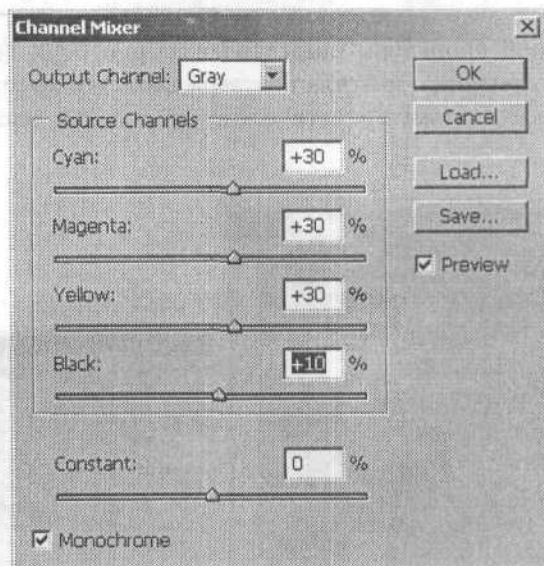 Channel Mixer
Output Channel: Gray
OK
Source Channels
Cancel
Cyan: +30 %
Load...
Save...
Magenta: +30 %
Preview
Yellow: +30 %
Black: +10 %
Constant: 0 %
Monochrome